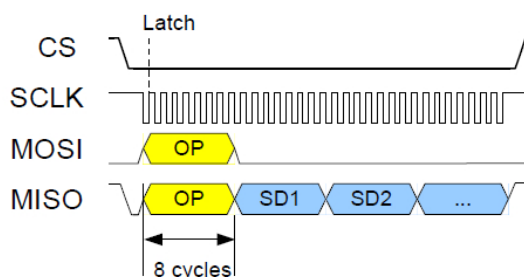 Latch
CS
SCLK
MOSI OP
MISO OP SD1 SD2 ...
8 cycles